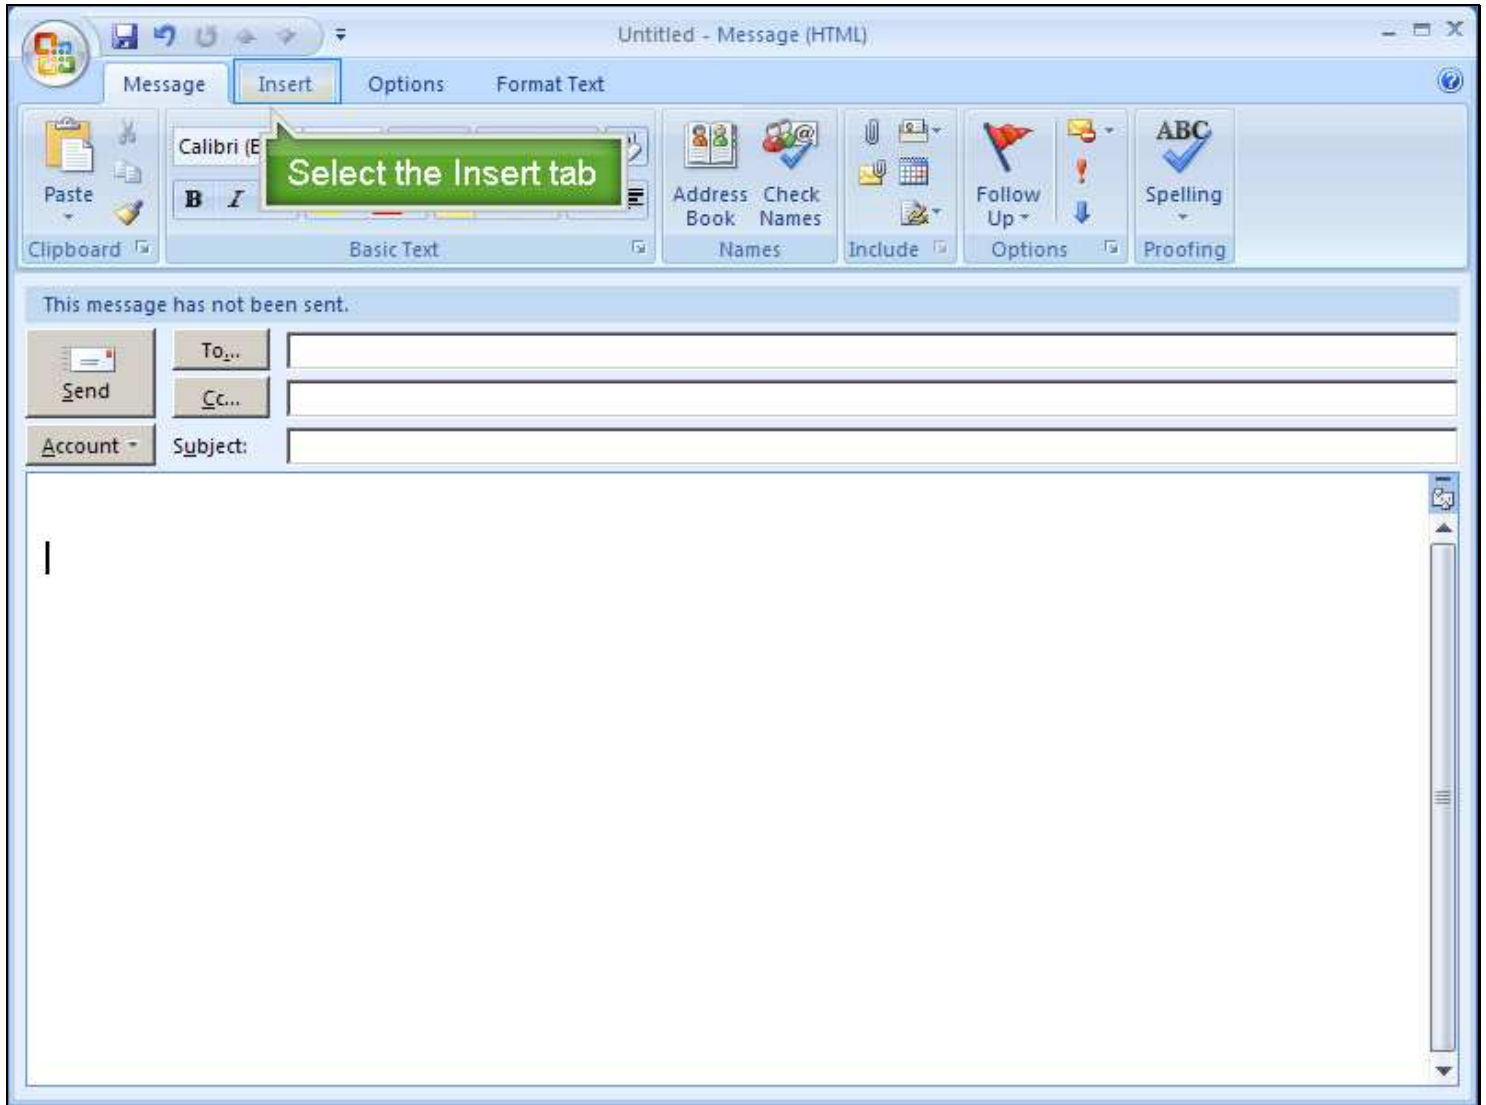 Untitled - Message (HTML)
Message Insert Options Format Text
Calibri (E
Select the Insert tab
B I
ABC
Paste
Address Book
Check Names
Follow Up
Spelling
Clipboard Basic Text Names Include Options Proofing
This message has not been sent.
To...
Send
Cc...
Account Subject: